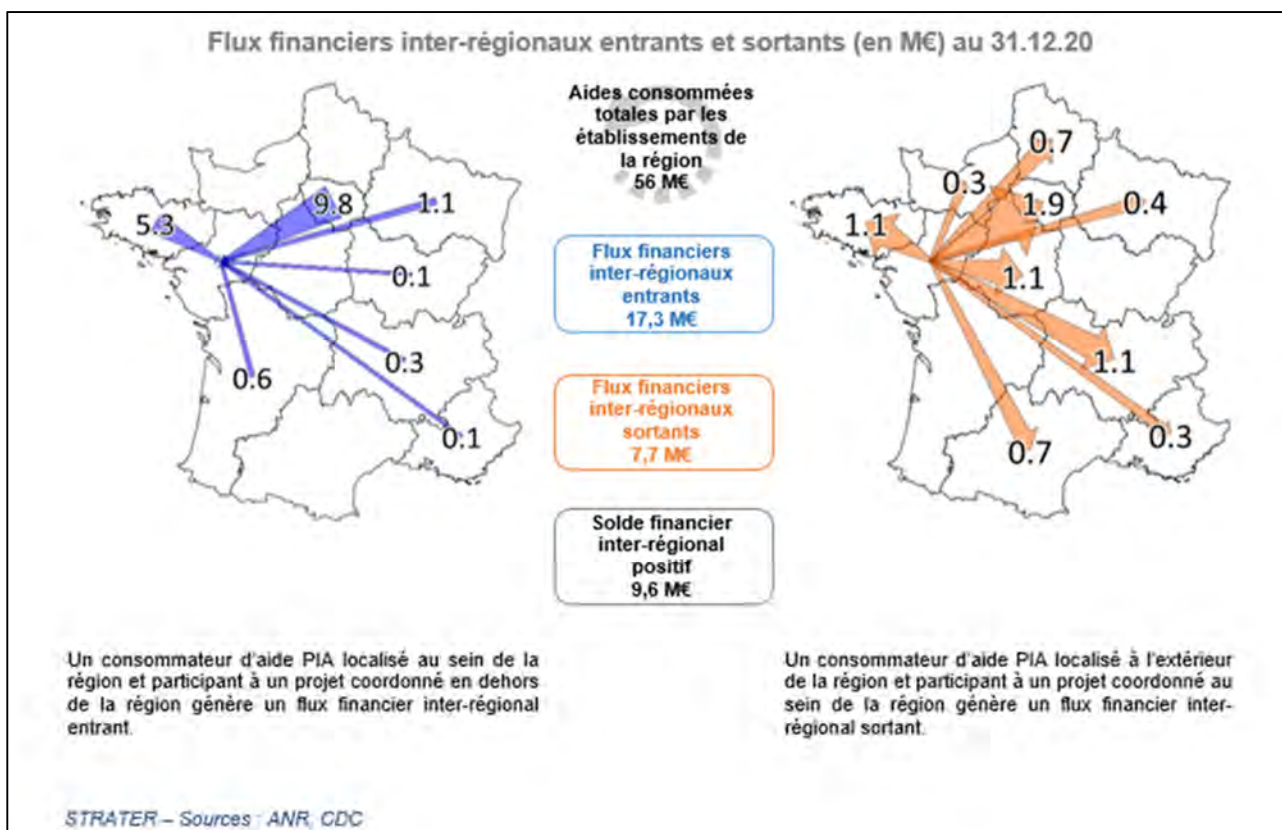 Flux financiers inter-régionaux entrants et sortants (en M€) au 31.12.20
5.3
9.8
1.1
0.1
0.3
0.6
0.1
Aides consommées
totales par les
établissements de
la région
56 M€
Flux financiers
inter-régionaux
entrants
17,3 M€
Flux financiers
inter-régionaux
sortants
7,7 M€
Solde financier
inter-régional
positif
9,6 M€
0.7
0.3
1.9
0.4
1.1
1.1
1.1
0.3
0.7
Un consommateur d'aide PIA localisé au sein de la
région et participant à un projet coordonné en dehors
de la région génère un flux financier inter-régional
entrant.
Un consommateur d'aide PIA localisé à l'extérieur
de la région et participant à un projet coordonné au
sein de la région génère un flux financier inter-
régional sortant.
STRATER – Sources : ANR, CDC